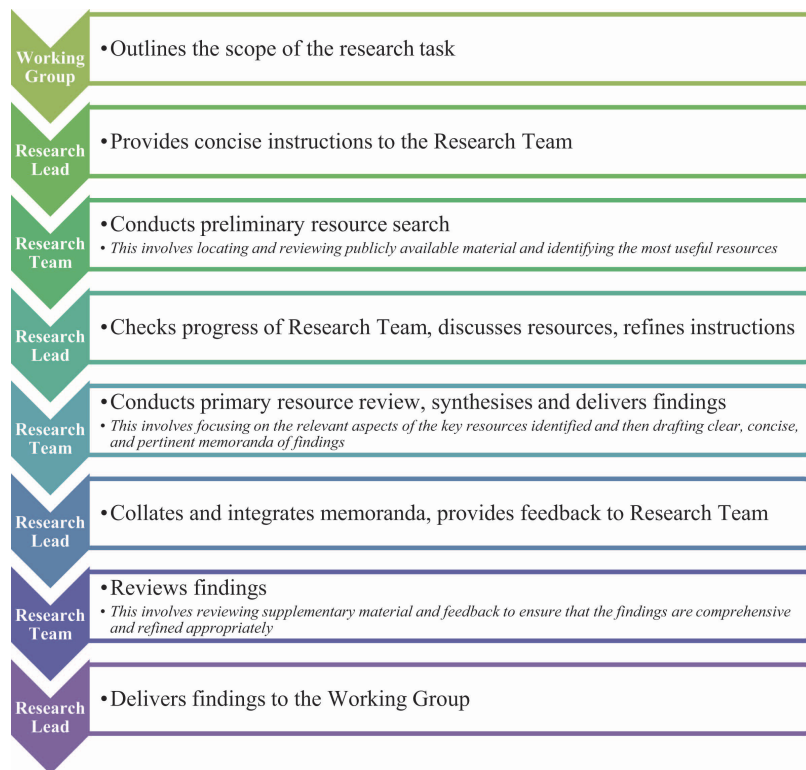 Working
Group
•Outlines the scope of the research task
Research
Lead
•Provides concise instructions to the Research Team
Research
Team
•Conducts preliminary resource search
• This involves locating and reviewing publicly available material and identifying the most useful resources
Research
Lead
•Checks progress of Research Team, discusses resources, refines instructions
Research
Team
•Conducts primary resource review, synthesises and delivers findings
• This involves focusing on the relevant aspects of the key resources identified and then drafting clear, concise,
and pertinent memoranda of findings
Research
Lead
•Collates and integrates memoranda, provides feedback to Research Team
Research
Team
•Reviews findings
• This involves reviewing supplementary material and feedback to ensure that the findings are comprehensive
and refined appropriately
Research
Lead
•Delivers findings to the Working Group